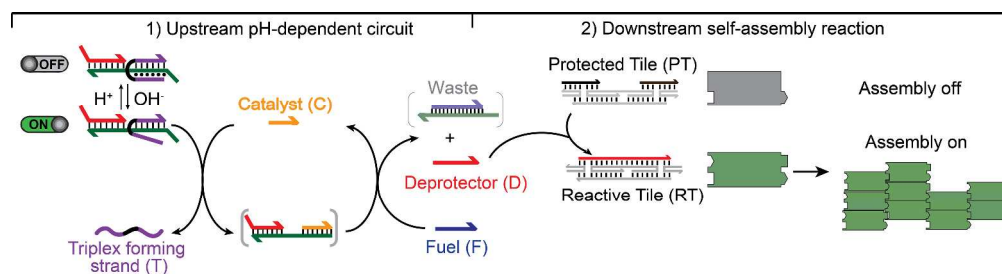 1) Upstream pH-dependent circuit
2) Downstream self-assembly reaction
OFF
H+
OH-
ON
Catalyst (C)
Waste
+
Deprotector (D)
Triplex forming
strand (T)
Fuel (F)
Protected Tile (PT)
Reactive Tile (RT)
Assembly off
Assembly on